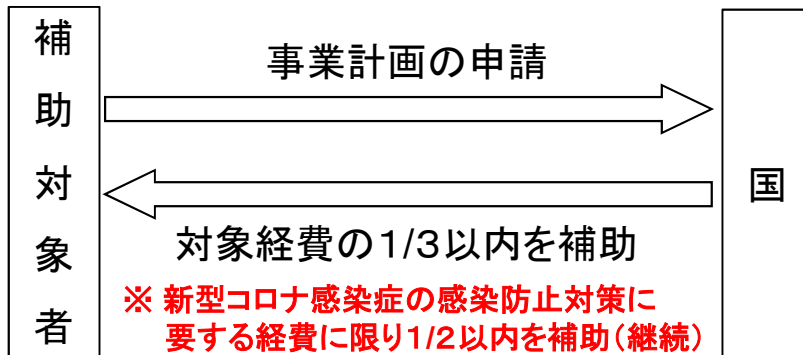 補助対象者
事業計画の申請
国
対象経費の1/3以内を補助
※ 新型コロナ感染症の感染防止対策に
要する経費に限り1/2以内を補助(継続)